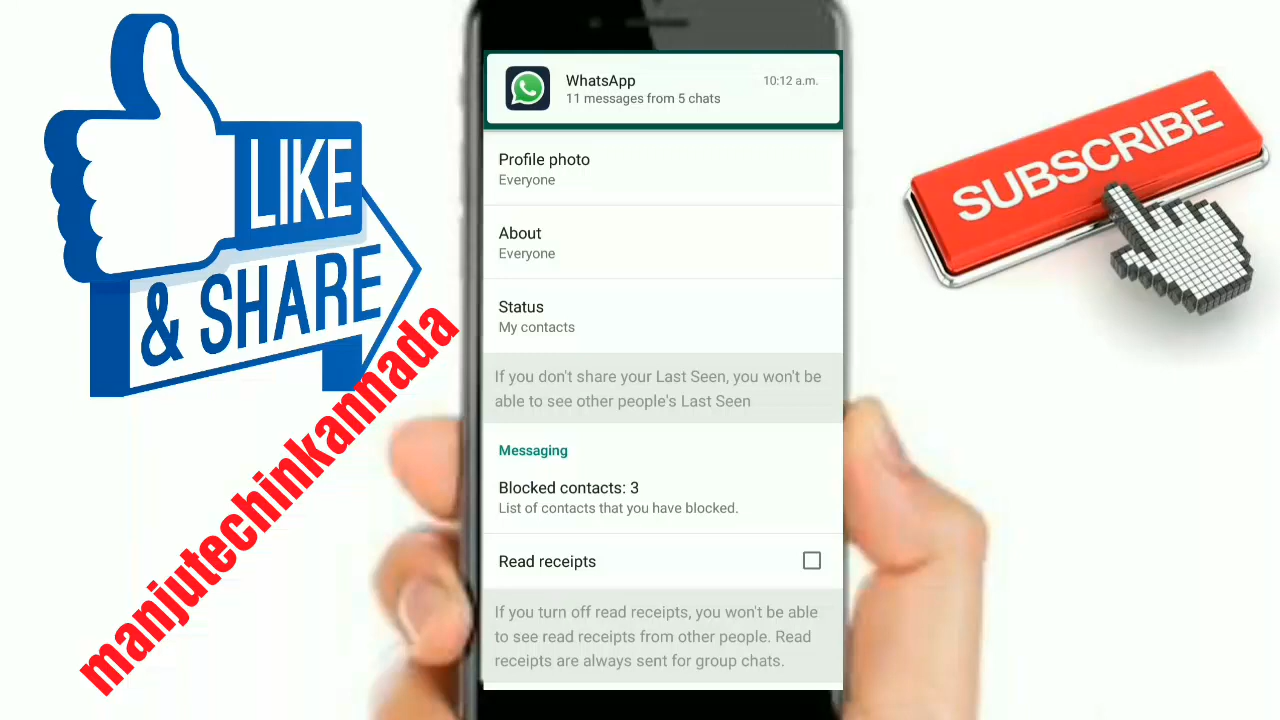 LIKE
& SHARE
manjutechinkannada
WhatsApp
10:12 a.m.
11 messages from 5 chats
Profile photo
Everyone
About
Everyone
Status
My contacts
If you don't share your Last Seen, you won't be
able to see other people's Last Seen
Messaging
Blocked contacts: 3
List of contacts that you have blocked.
Read receipts
If you turn off read receipts, you won't be able
to see read receipts from other people. Read
receipts are always sent for group chats.
SUBSCRIBE